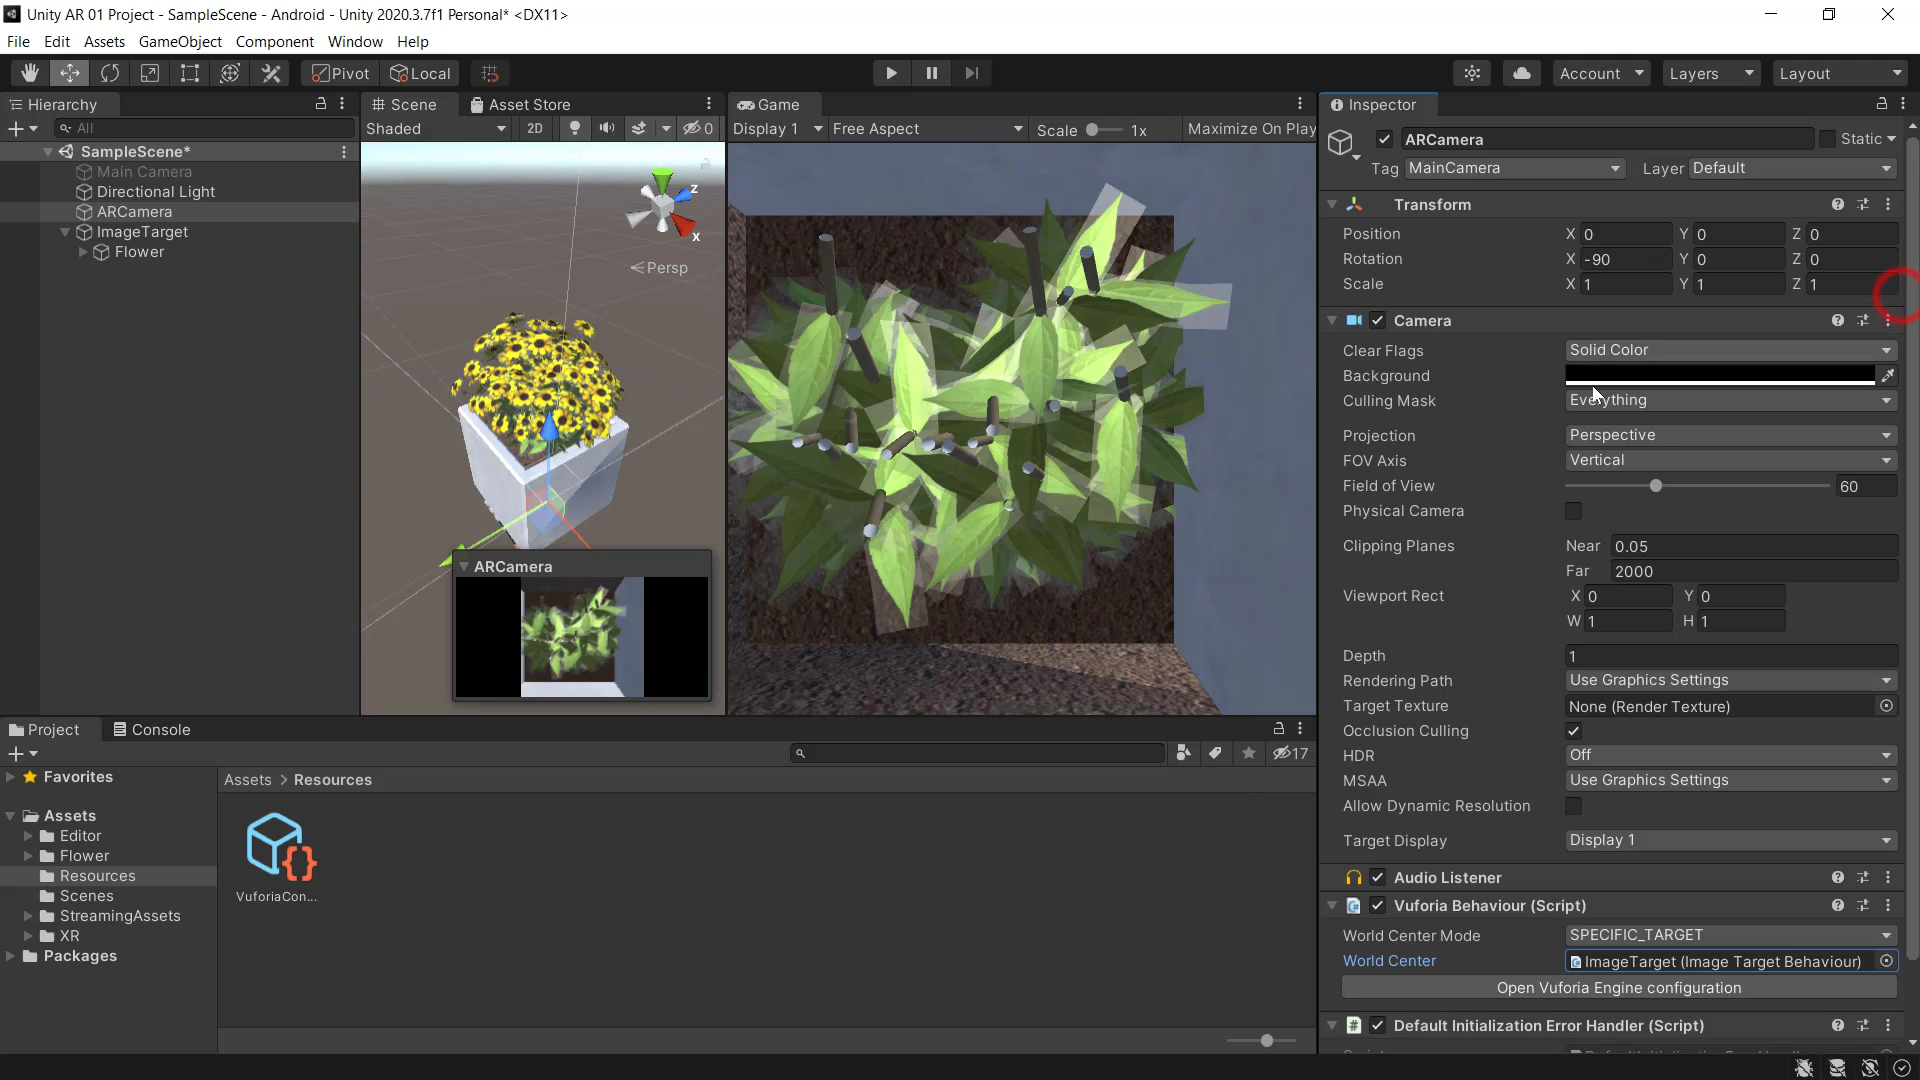 Unity AR 01 Project - SampleScene - Android - Unity 2020.3.7f1 Personal* <DX11>
File Edit Assets GameObject Component Window Help
Pivot Local Account Layers Layout
Hierarchy
All
SampleScene*
Main Camera
Directional Light
ARCamera
ImageTarget
Flower
Scene Asset Store
Shaded 2D 0
z
x
Persp
ARCamera
Game
Display 1 Free Aspect Scale 1x Maximize On Play
Inspector
ARCamera Static
Tag MainCamera Layer Default
Transform
Position X 0 Y 0 Z 0
Rotation X -90 Y 0 Z 0
Scale X 1 Y 1 Z 1
Camera
Clear Flags Solid Color
Background
Culling Mask Everything
Projection Perspective
FOV Axis Vertical
Field of View 60
Physical Camera
Clipping Planes Near 0.05
Far 2000
Viewport Rect X 0 Y 0
W 1 H 1
Depth 1
Rendering Path Use Graphics Settings
Target Texture None (Render Texture)
Occlusion Culling
HDR Off
MSAA Use Graphics Settings
Allow Dynamic Resolution
Target Display Display 1
Audio Listener
Vuforia Behaviour (Script)
World Center Mode SPECIFIC_TARGET
World Center ImageTarget (Image Target Behaviour)
Open Vuforia Engine configuration
Default Initialization Error Handler (Script)
Project Console
17
Favorites
Assets
Editor
Flower
Resources
Scenes
StreamingAssets
XR
Packages
Assets > Resources
VuforiaCon...